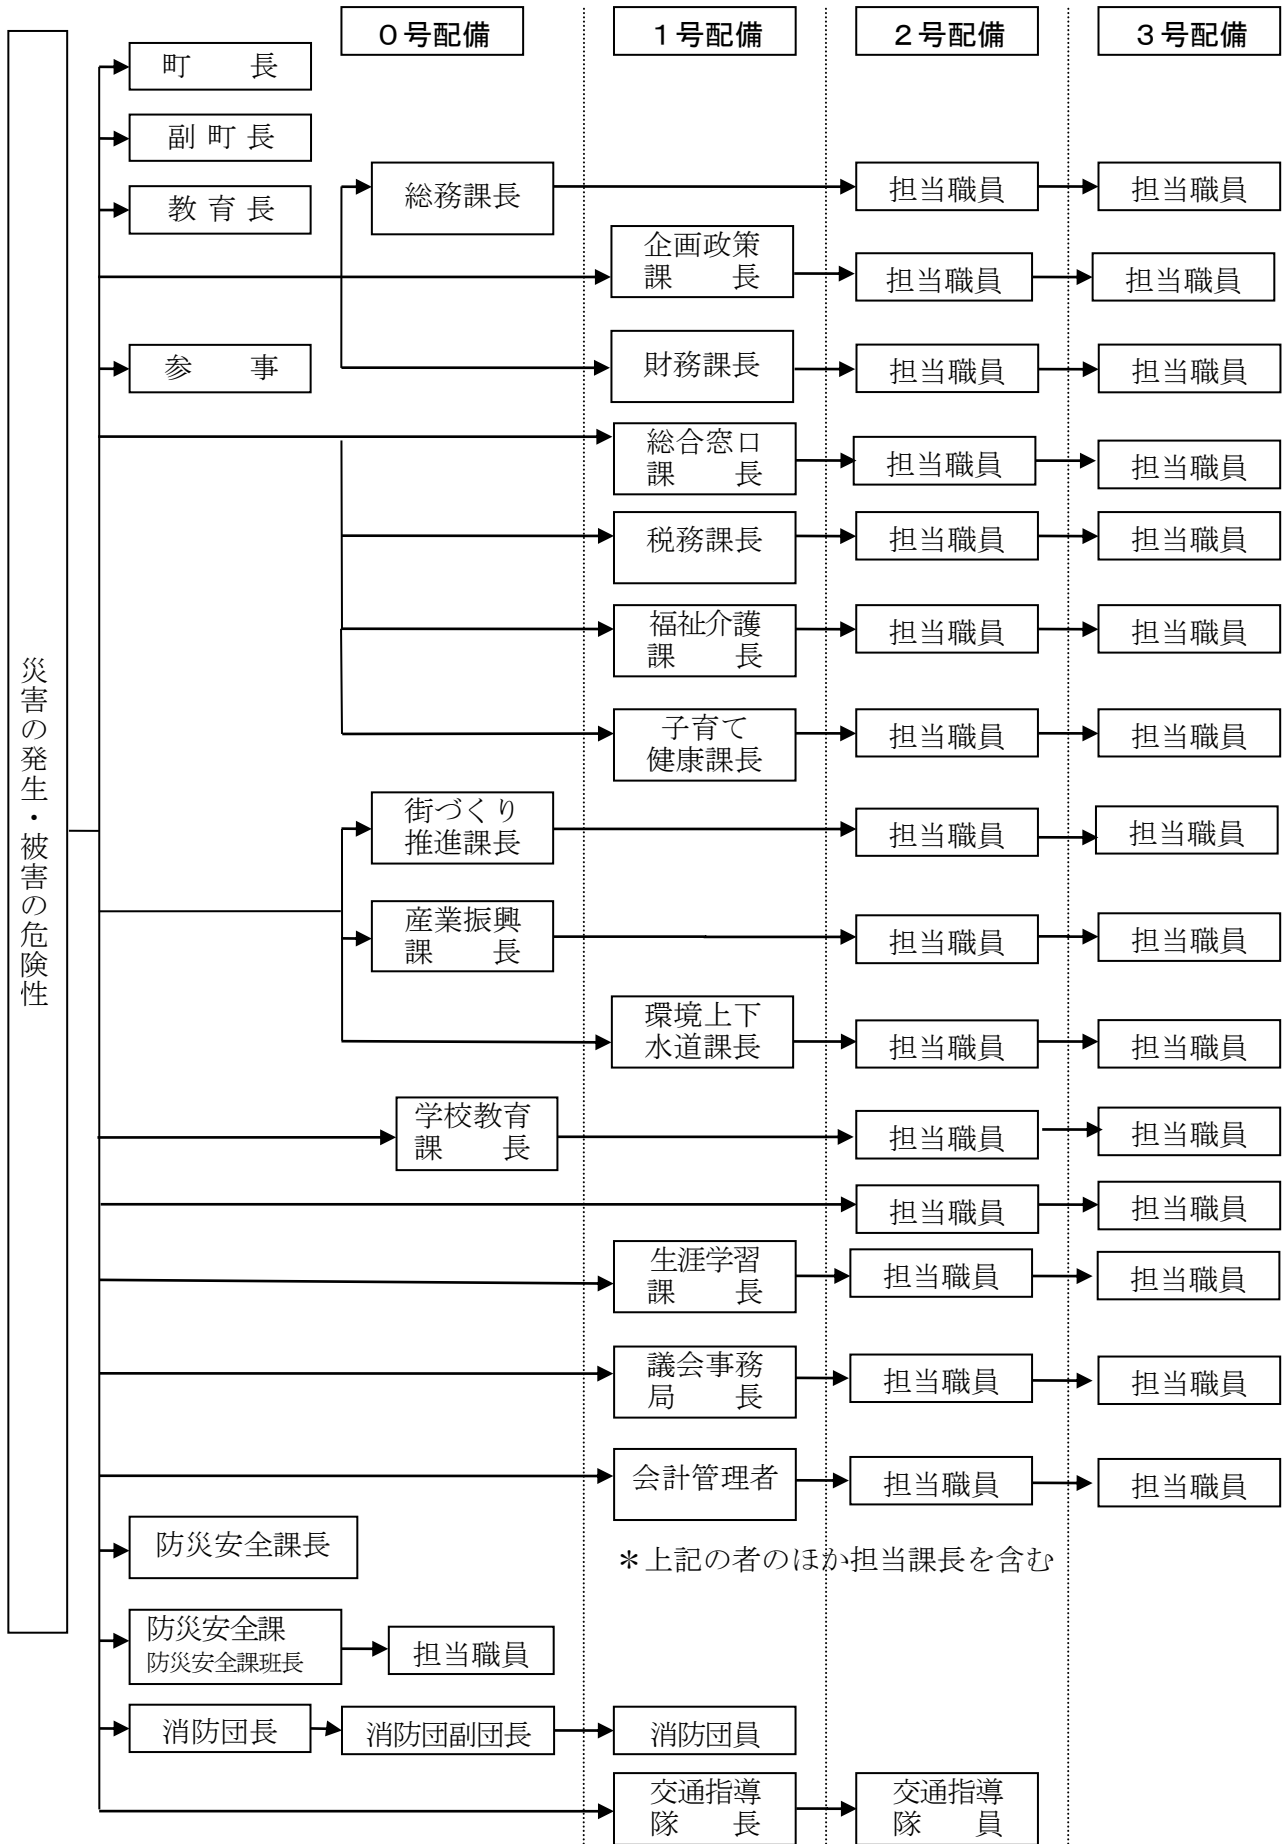 ０号配備
１号配備
２号配備
３号配備
災害の発生・被害の危険性
町　　長
副 町 長
教 育 長
総務課長
担当職員
担当職員
企画政策
課　　長
担当職員
担当職員
参　　事
財務課長
担当職員
担当職員
総合窓口
課　　長
担当職員
担当職員
税務課長
担当職員
担当職員
福祉介護
課　　長
担当職員
担当職員
子育て
健康課長
担当職員
担当職員
街づくり
推進課長
担当職員
担当職員
産業振興
課　　長
担当職員
担当職員
環境上下
水道課長
担当職員
担当職員
学校教育
課　　長
担当職員
担当職員
担当職員
担当職員
生涯学習
課　　長
担当職員
担当職員
議会事務
局　　長
担当職員
担当職員
会計管理者
担当職員
担当職員
防災安全課長
＊上記の者のほか担当課長を含む
防災安全課
防災安全課班長
担当職員
消防団長
消防団副団長
消防団員
交通指導
隊　　長
交通指導
隊　　員